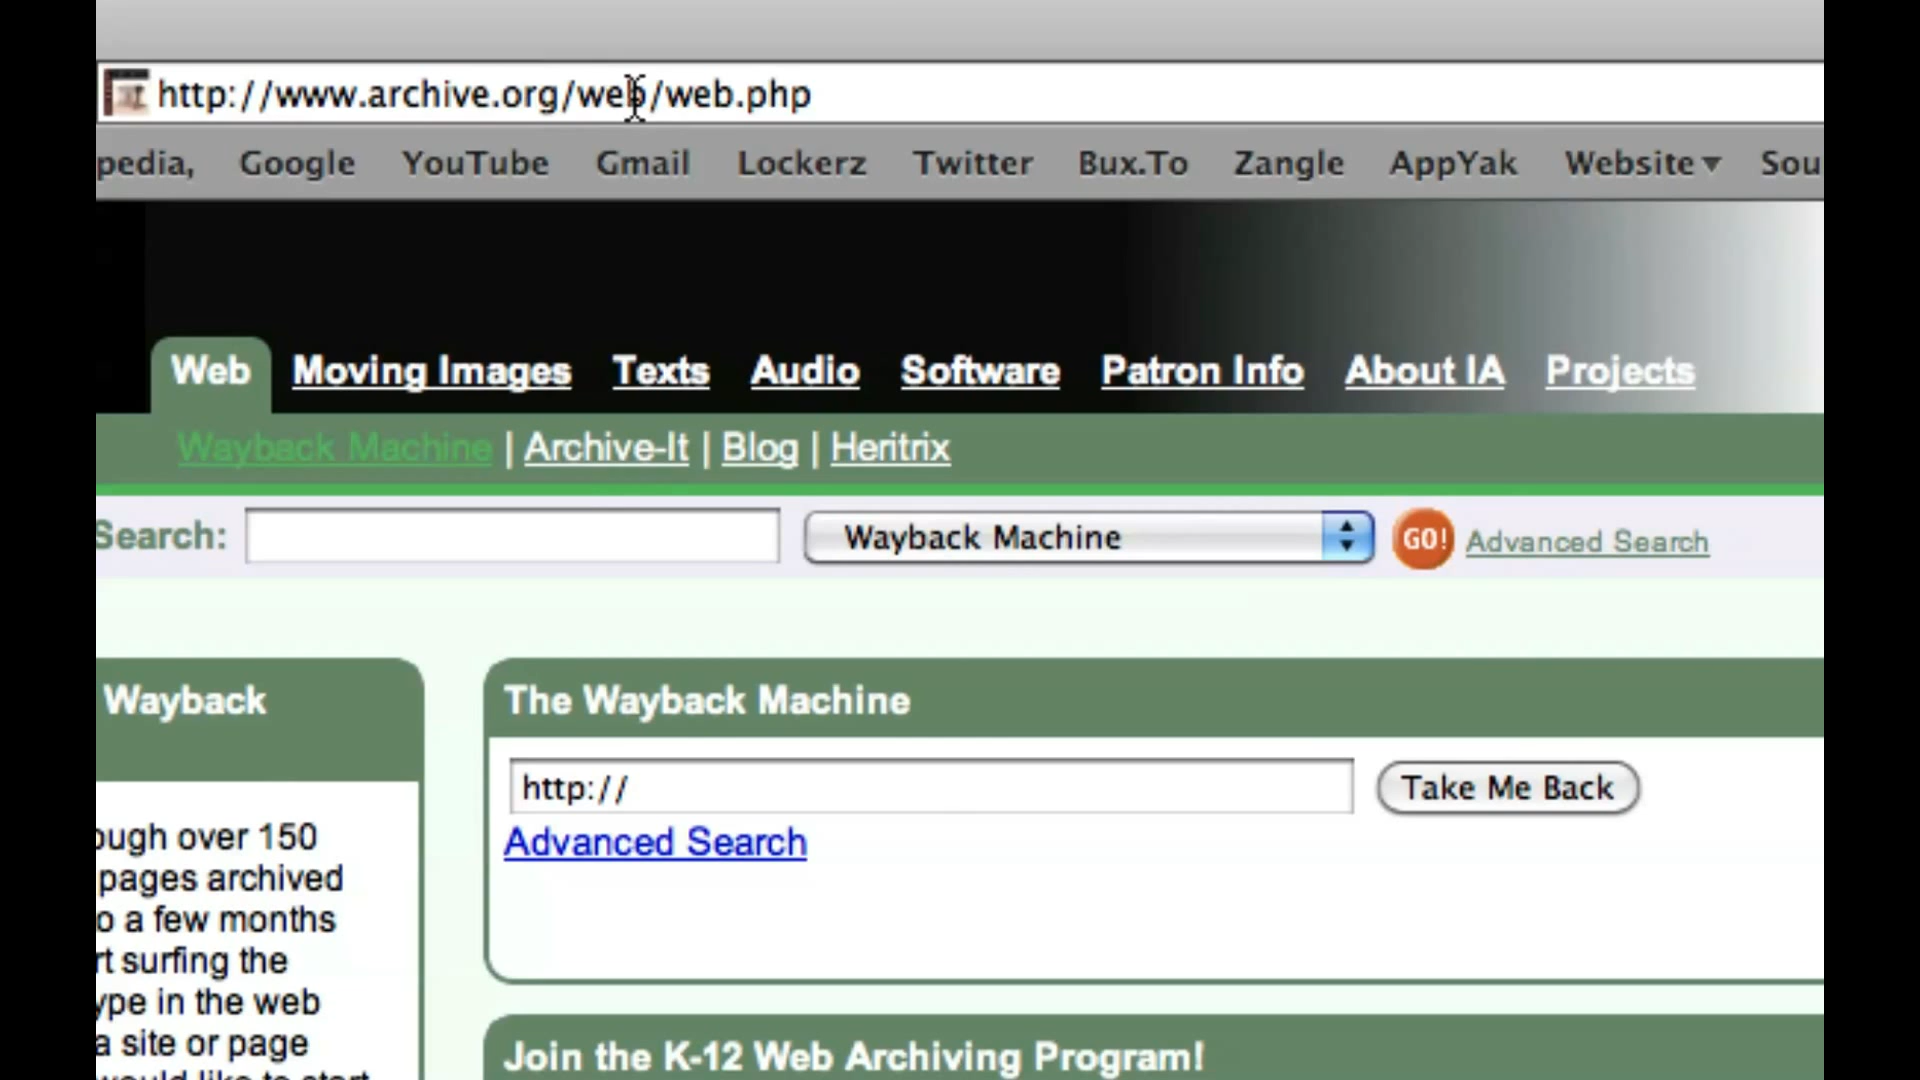 http://www.archive.org/web/web.php
pedia, Google YouTube Gmail Lockerz Twitter Bux.To Zangle AppYak Website Sou
Web Moving Images Texts Audio Software Patron Info About IA Projects
Wayback Machine | Archive-It | Blog | Heritrix
Search: Wayback Machine GO! Advanced Search
Wayback
ough over 150
pages archived
o a few months
rt surfing the
ype in the web
a site or page
would like to start
The Wayback Machine
http:// Take Me Back
Advanced Search
Join the K-12 Web Archiving Program!